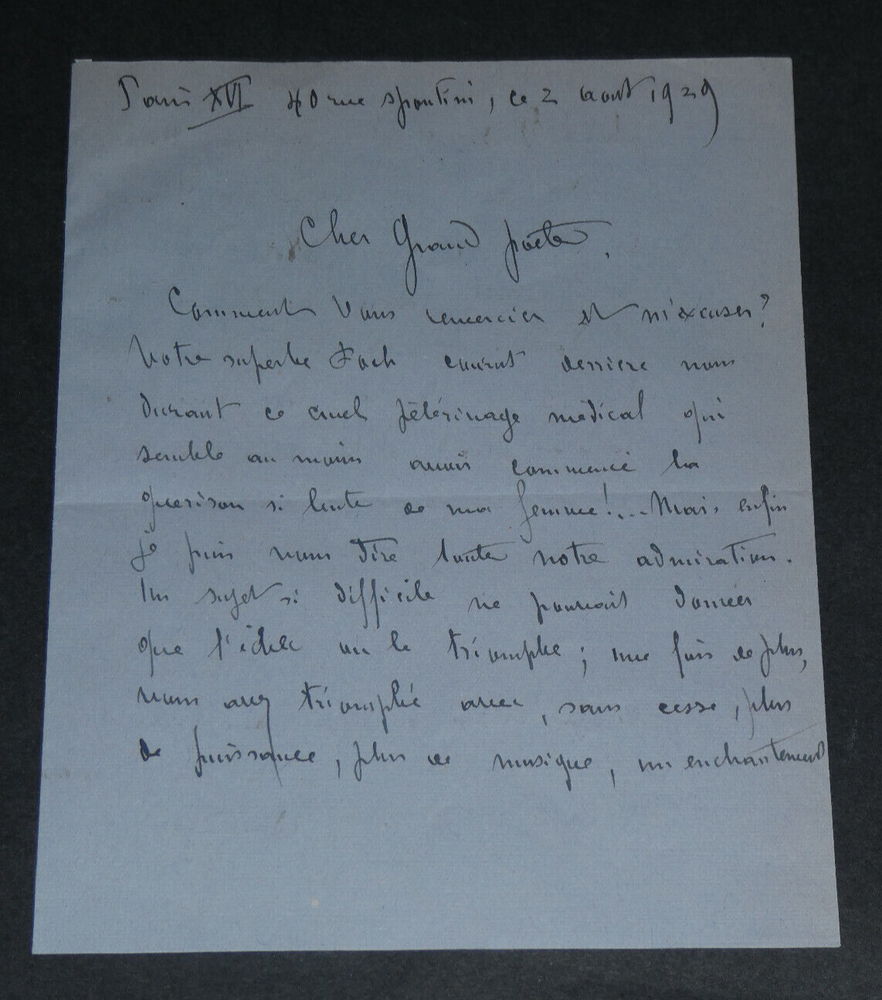 Paris XVI 40 rue Spontini, ce 2 août 1929
Cher Grand poète,
Comment vous remercier et m'excuser?
Votre superbe Foch courut derrière nous
durant ce cruel pélérinage médical qui
semble au moins avoir commencé la
guérison si lente de ma femme!... Mais enfin
je puis vous dire toute notre admiration.
Un sujet si difficile ne pouvait donner
que l'échec ou le triomphe; une fois de plus,
vous avez triomphé avec, sans cesse, plus
de puissance, plus de musique, un enchantement